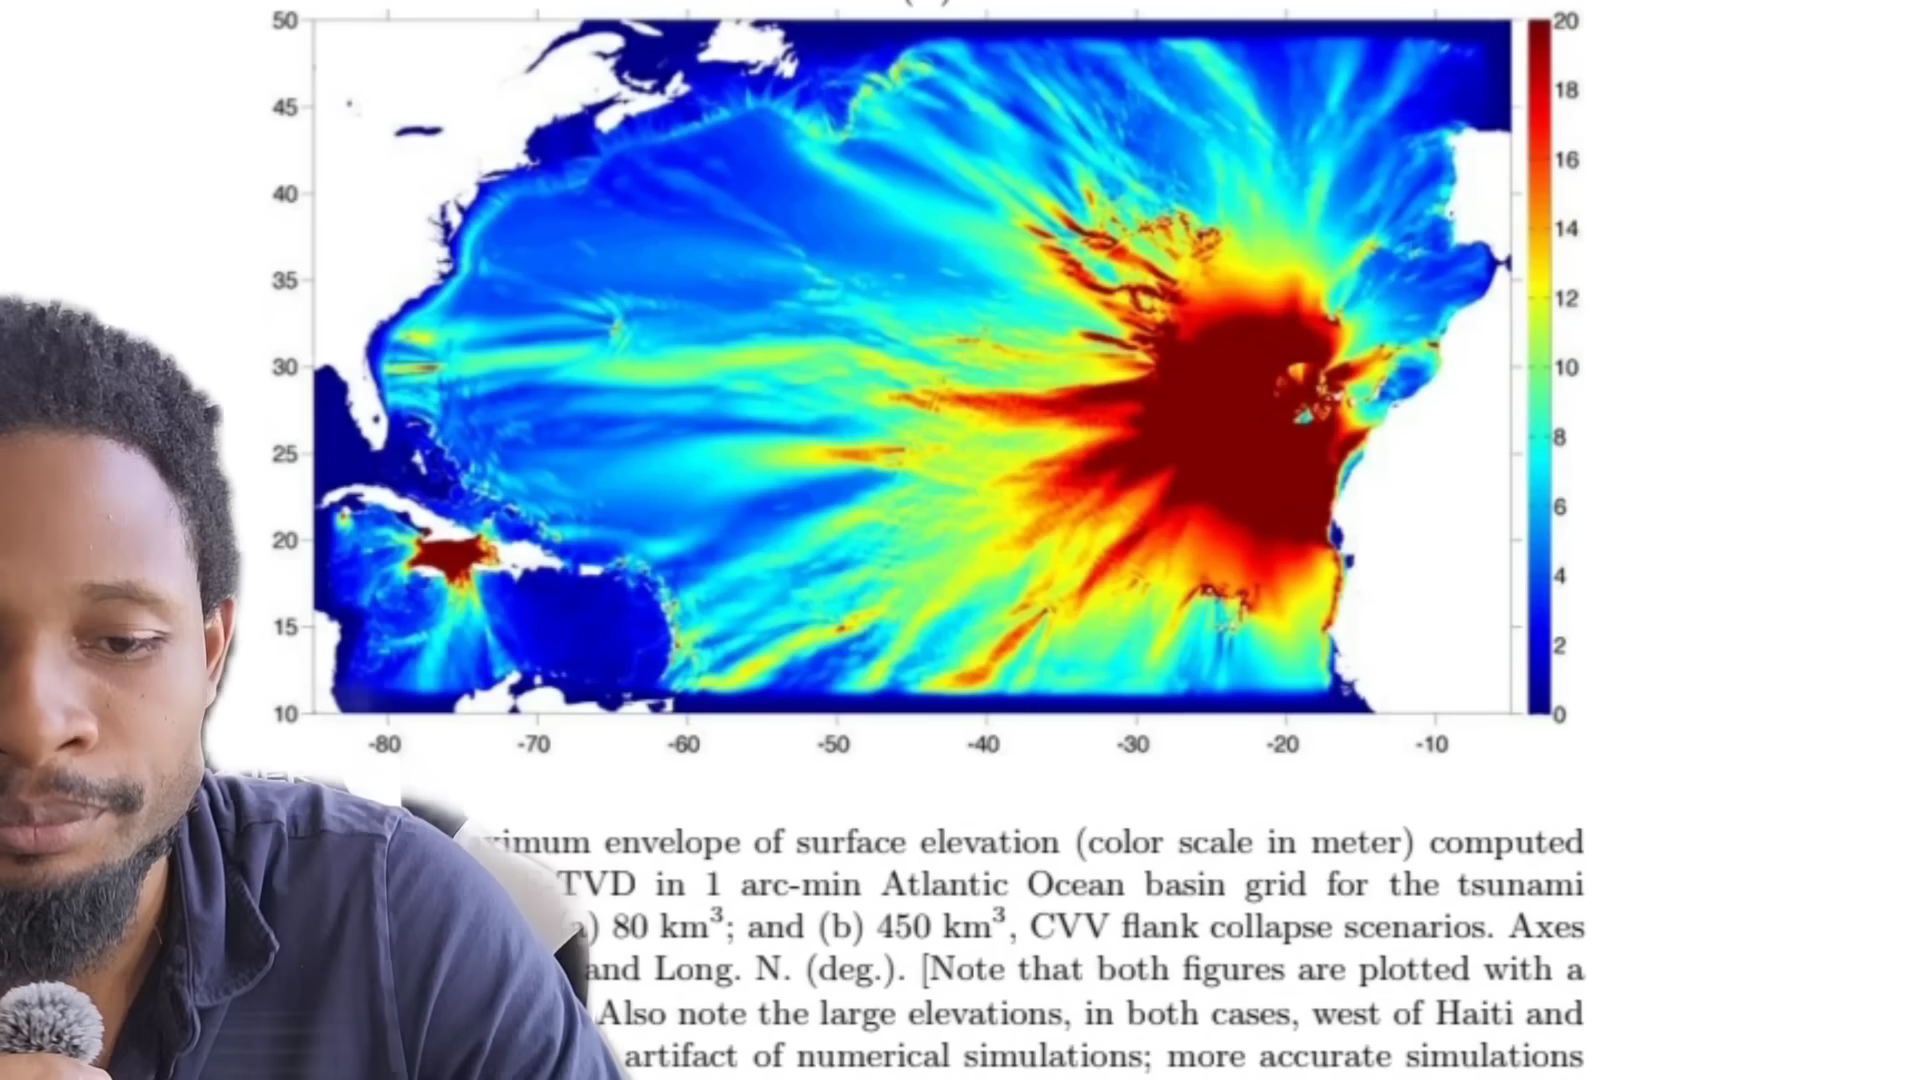 50
45
40
35
30
25
20
15
10
-80 -70 -60 -50 -40 -30 -20 -10
20
18
16
14
12
10
8
6
4
2
0
envelope of surface elevation (color scale in meter) computed
TVD in 1 arc-min Atlantic Ocean basin grid for the tsunami
80 km³; and (b) 450 km³, CVV flank collapse scenarios. Axes
and Long. N. (deg.). [Note that both figures are plotted with a
Also note the large elevations, in both cases, west of Haiti and
artifact of numerical simulations; more accurate simulations